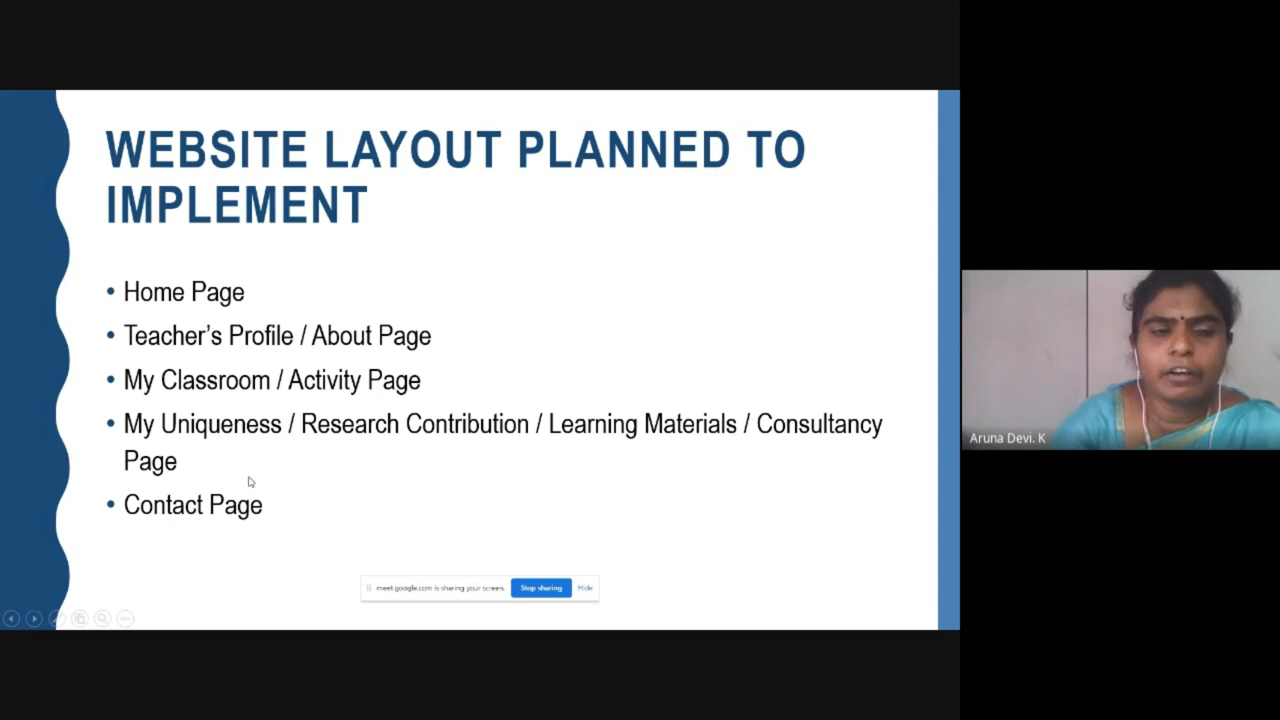 WEBSITE LAYOUT PLANNED TO
IMPLEMENT
• Home Page
• Teacher’s Profile / About Page
• My Classroom / Activity Page
• My Uniqueness / Research Contribution / Learning Materials / Consultancy
Page
• Contact Page
meet.google.com is sharing your screen. Stop sharing Hide
Aruna Devi. K